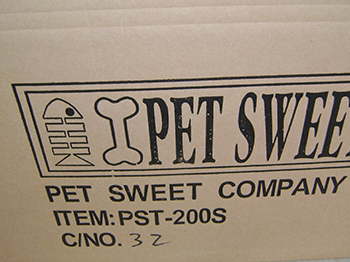 PET SWEE
PET SWEET COMPANY
ITEM:PST-200S
C/NO. 32